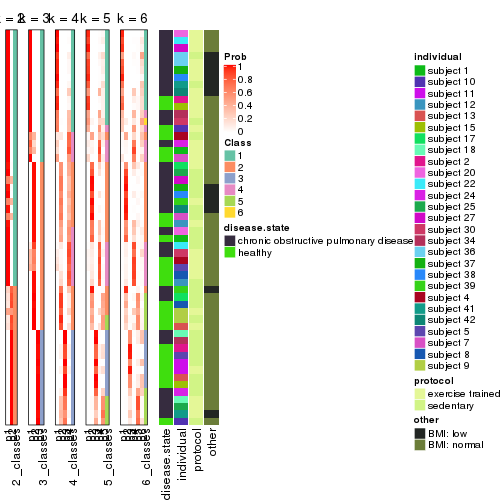 k = 2 k = 3 k = 4 k = 5 k = 6
Prob
1
0.8
0.6
0.4
0.2
0
Class
1
2
3
4
5
6
disease.state
chronic obstructive pulmonary disease
healthy
individual
subject 1
subject 10
subject 11
subject 12
subject 13
subject 15
subject 17
subject 18
subject 2
subject 20
subject 22
subject 24
subject 25
subject 27
subject 30
subject 34
subject 36
subject 37
subject 38
subject 39
subject 4
subject 41
subject 42
subject 5
subject 7
subject 8
subject 9
protocol
exercise trained
sedentary
other
BMI: low
BMI: normal
2_classes
3_classes
4_classes
5_classes
6_classes
disease.state
individual
protocol
other